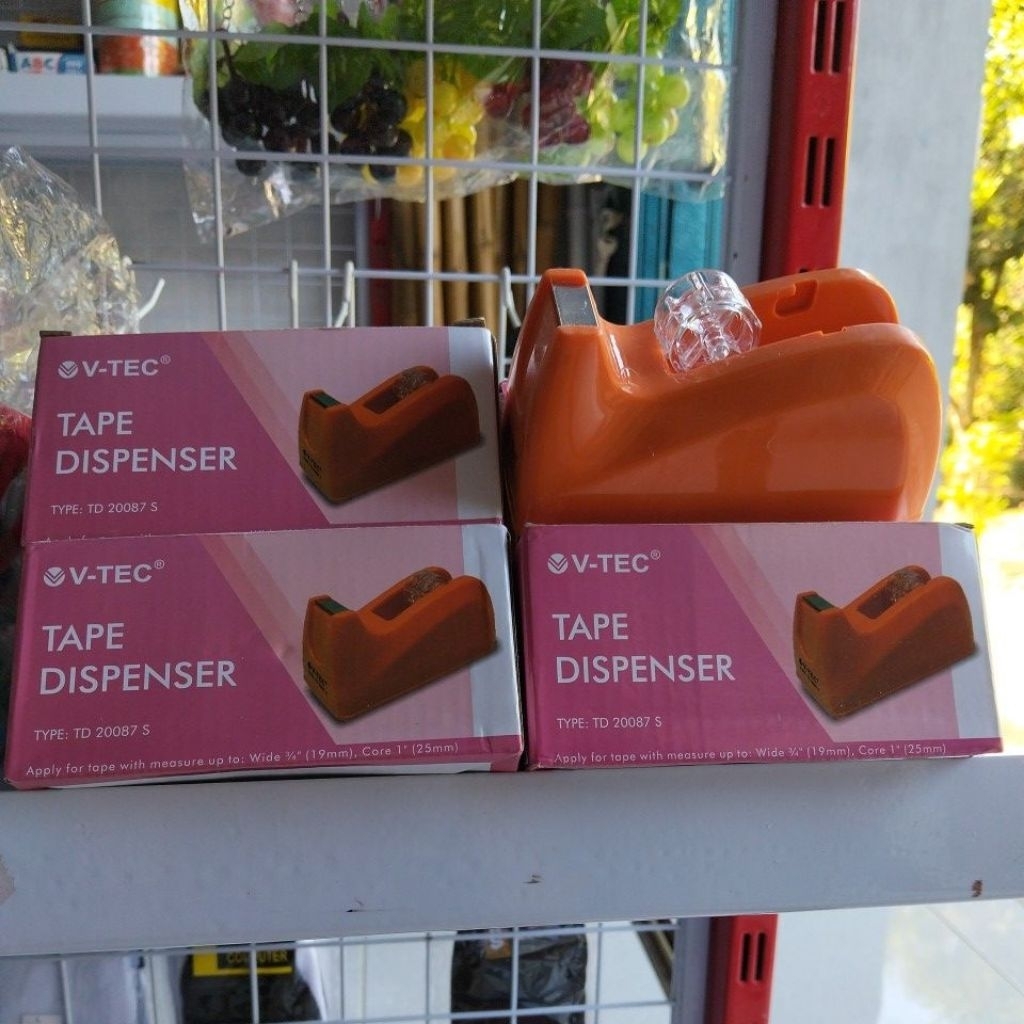 ABC
V-TEC®
TAPE
DISPENSER
TYPE: TD 20087 S
V-TEC®
TAPE
DISPENSER
TYPE: TD 20087 S
Apply for tape with measure up to: Wide ¾" (19mm), Core 1" (25mm)
V-TEC®
TAPE
DISPENSER
TYPE: TD 20087 S
Apply for tape with measure up to: Wide ¾" (19mm), Core 1" (25mm)
COMPUTER